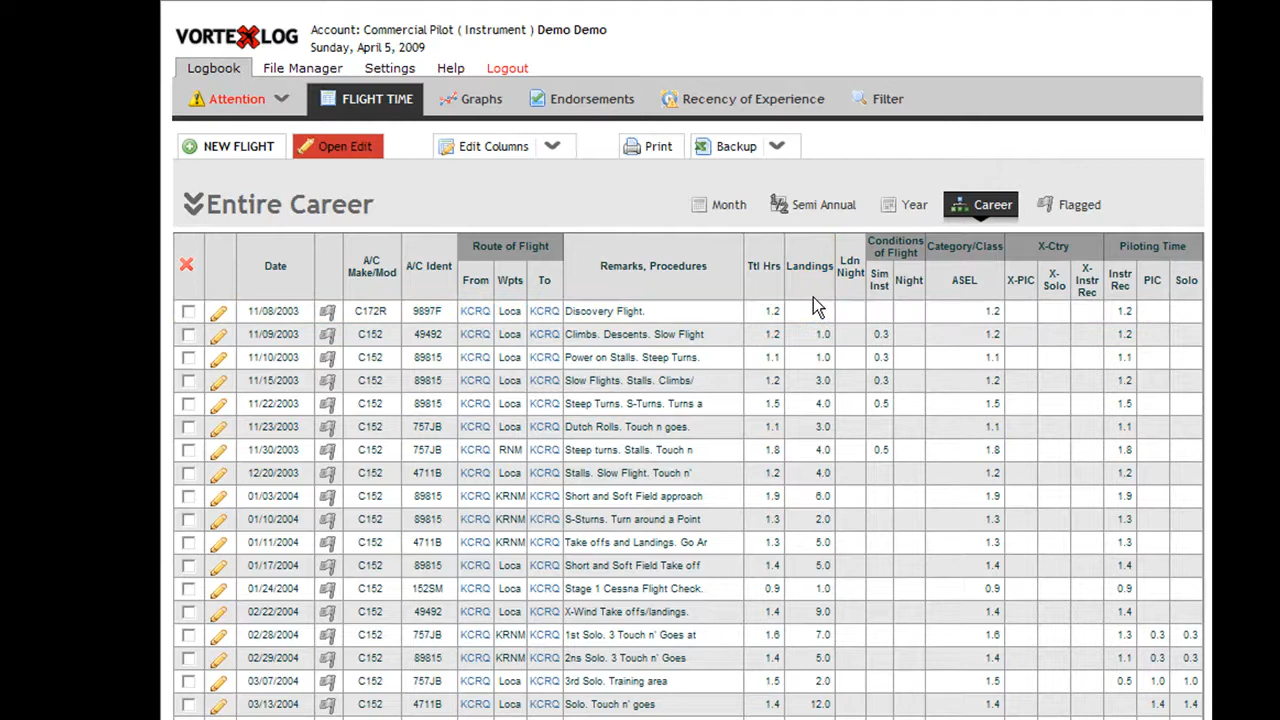 VORTEXLOG
Account: Commercial Pilot ( Instrument ) Demo Demo
Sunday, April 5, 2009
Logbook File Manager Settings Help Logout
Attention FLIGHT TIME Graphs Endorsements Recency of Experience Filter
NEW FLIGHT Open Edit Edit Columns Print Backup
Entire Career Month 1/2 Semi Annual Year Career Flagged
Date A/C Make/Mod A/C Ident Route of Flight From Wpts To Remarks, Procedures Ttl Hrs Landings Ldn Night Conditions of Flight Sim Inst Night Category/Class ASEL X-Ctry X-PIC X-Solo X-Instr Rec Piloting Time Instr Rec PIC Solo
11/08/2003 C172R 9897F KCRQ Loca KCRQ Discovery Flight. 1.2 1.2 1.2
11/09/2003 C152 49492 KCRQ Loca KCRQ Climbs. Descents. Slow Flight 1.2 1.0 0.3 1.2 1.2
11/10/2003 C152 89815 KCRQ Loca KCRQ Power on Stalls. Steep Turns. 1.1 1.0 0.3 1.1 1.1
11/15/2003 C152 89815 KCRQ Loca KCRQ Slow Flights. Stalls. Climbs/ 1.2 3.0 0.3 1.2 1.2
11/22/2003 C152 89815 KCRQ Loca KCRQ Steep Turns. S-Turns. Turns a 1.5 4.0 0.5 1.5 1.5
11/23/2003 C152 757JB KCRQ Loca KCRQ Dutch Rolls. Touch n goes. 1.1 3.0 1.1 1.1
11/30/2003 C152 757JB KCRQ RNM KCRQ Steep turns. Stalls. Touch n 1.8 4.0 0.5 1.8 1.8
12/20/2003 C152 4711B KCRQ Loca KCRQ Stalls. Slow Flight. Touch n' 1.2 4.0 1.2 1.2
01/03/2004 C152 89815 KCRQ KRNM KCRQ Short and Soft Field approach 1.9 6.0 1.9 1.9
01/10/2004 C152 89815 KCRQ KRNM KCRQ S-Sturns. Turn around a Point 1.3 2.0 1.3 1.3
01/11/2004 C152 4711B KCRQ KRNM KCRQ Take offs and Landings. Go Ar 1.3 5.0 1.3 1.3
01/17/2004 C152 89815 KCRQ Loca KCRQ Short and Soft Field Take off 1.4 5.0 1.4 1.4
01/24/2004 C152 152SM KCRQ Loca KCRQ Stage 1 Cessna Flight Check. 0.9 1.0 0.9 0.9
02/22/2004 C152 49492 KCRQ Loca KCRQ X-Wind Take offs/landings. 1.4 9.0 1.4 1.4
02/28/2004 C152 757JB KCRQ KRNM KCRQ 1st Solo. 3 Touch n' Goes at 1.6 7.0 1.6 1.3 0.3 0.3
02/29/2004 C152 89815 KCRQ KRNM KCRQ 2ns Solo. 3 Touch n' Goes 1.4 5.0 1.4 1.1 0.3 0.3
03/07/2004 C152 757JB KCRQ Loca KCRQ 3rd Solo. Training area 1.5 2.0 1.5 0.5 1.0 1.0
03/13/2004 C152 4711B KCRQ Loca KCRQ Solo. Touch n' goes 1.4 12.0 1.4 1.4 1.4